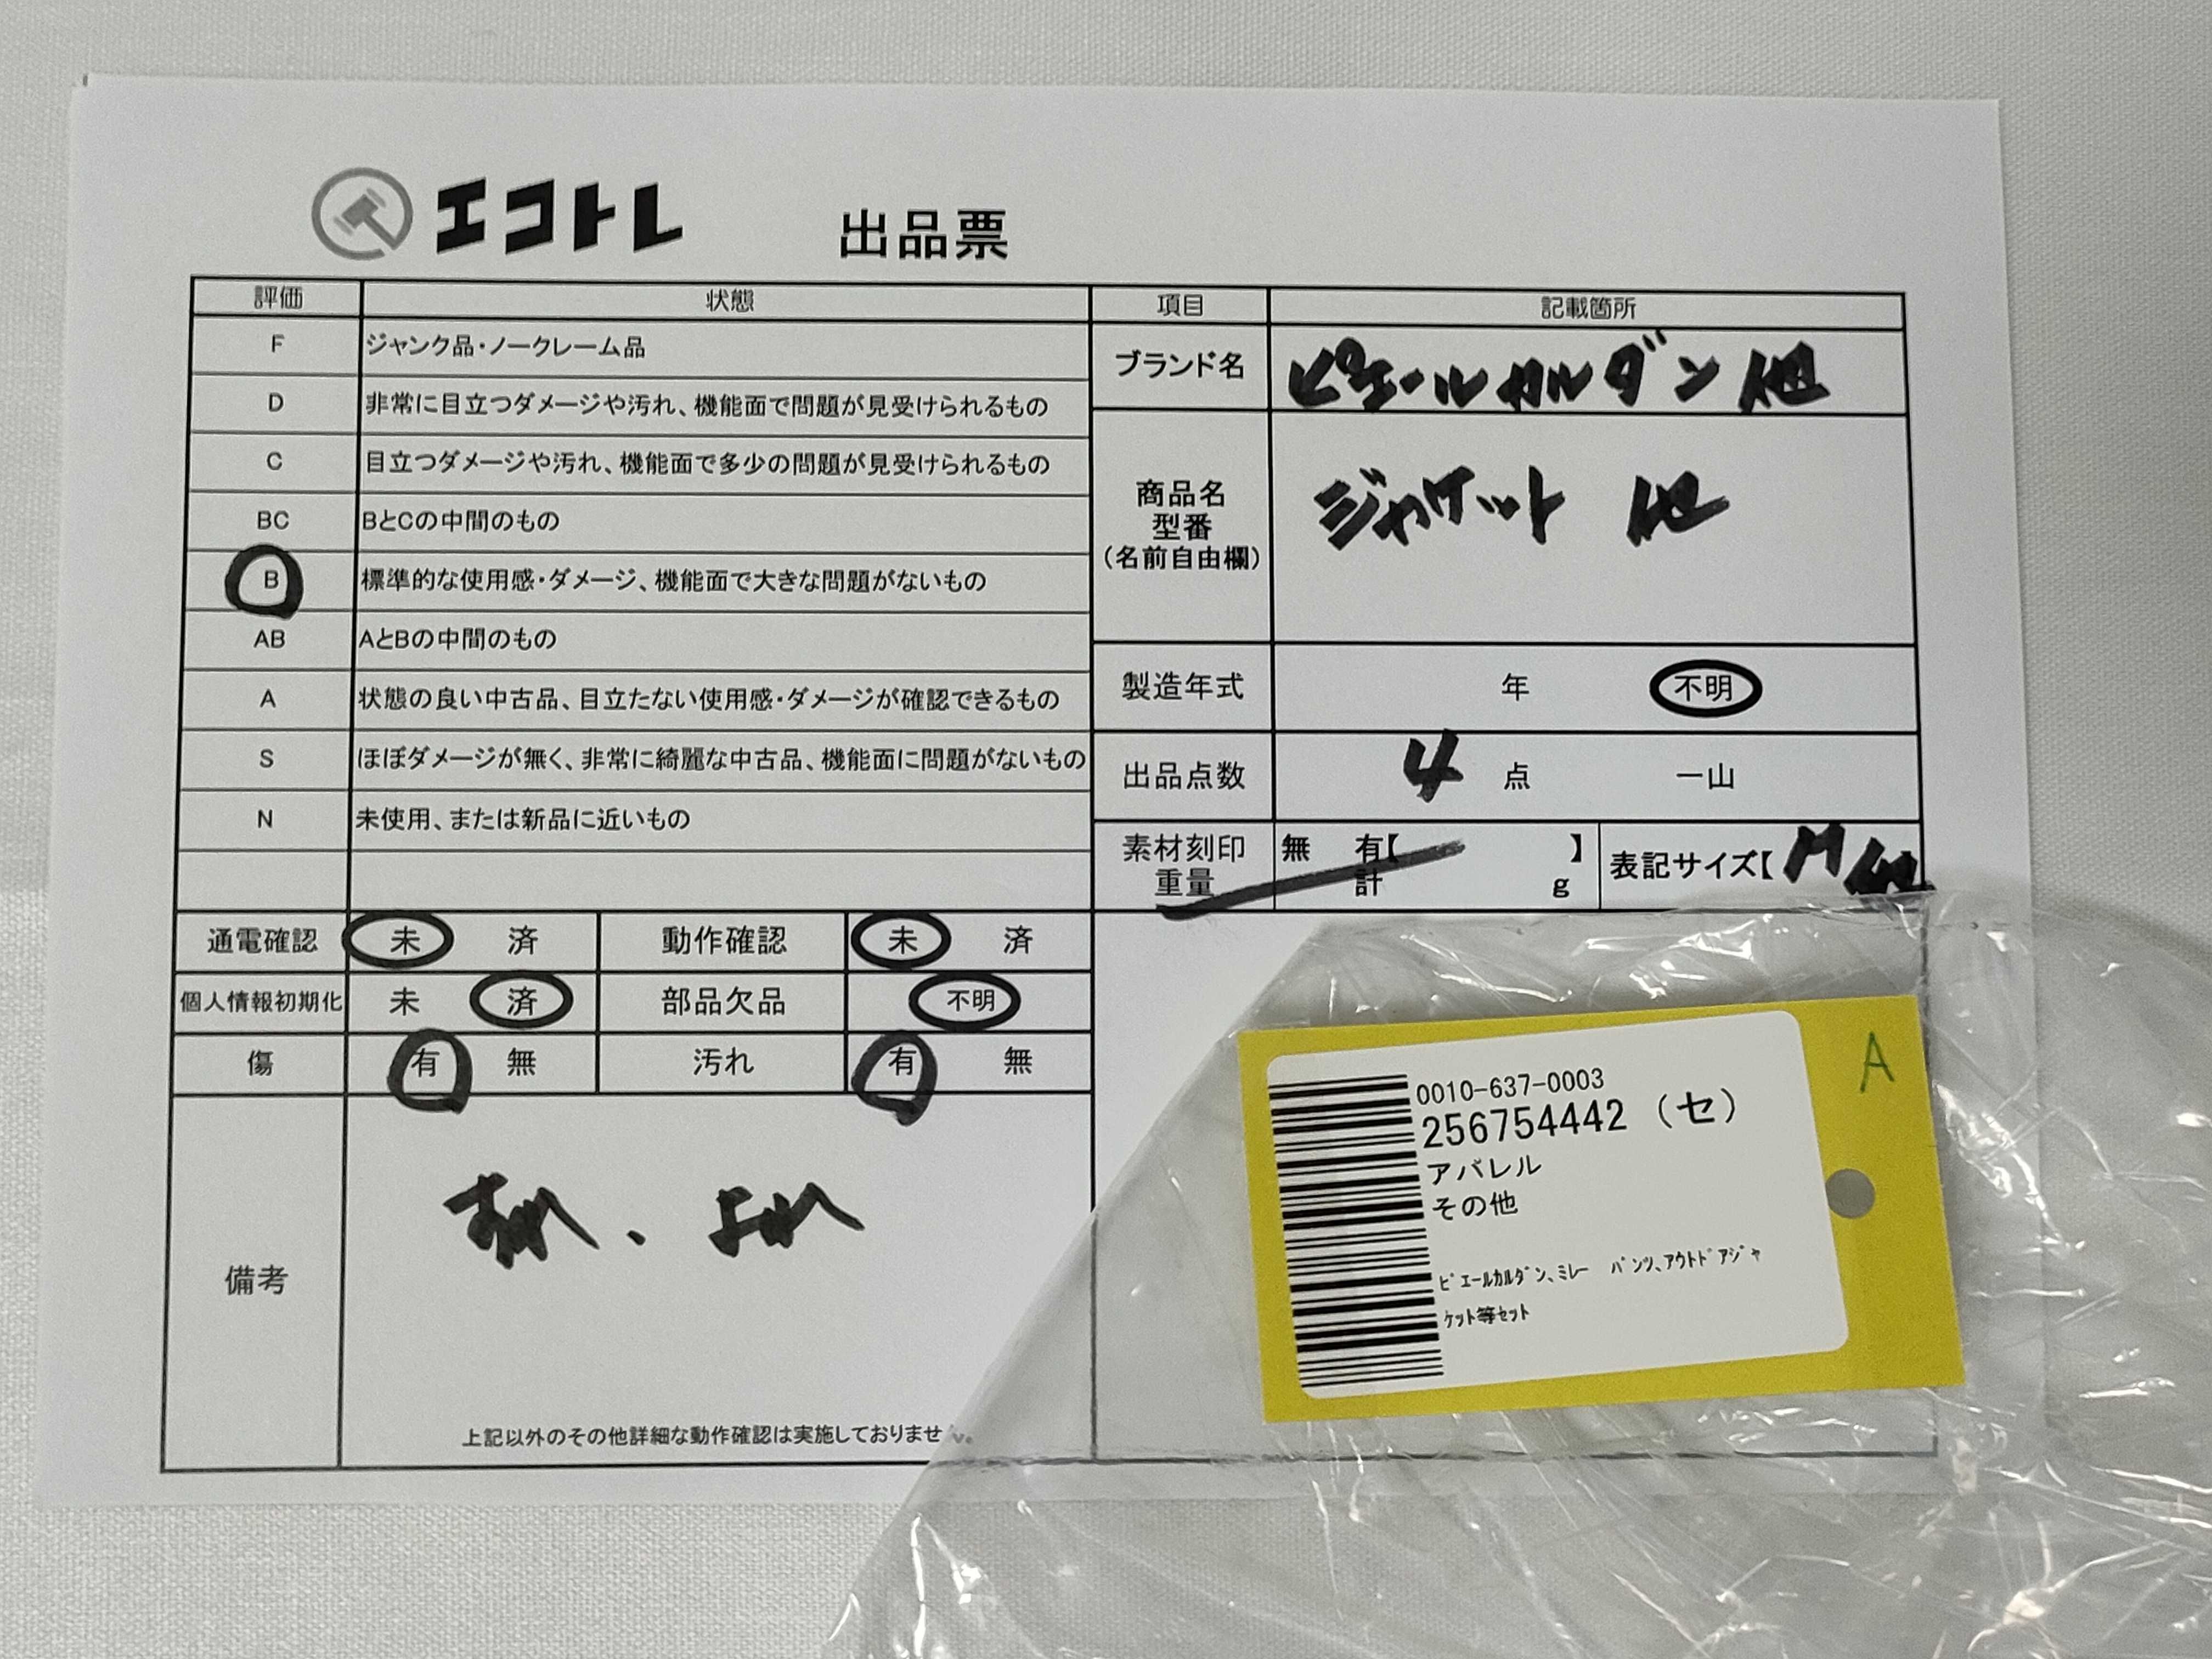 エコトレ 出品票
評価 状態 項目 記載箇所
F ジャンク品・ノークレーム品
D 非常に目立つダメージや汚れ、機能面で問題が見受けられるもの
C 目立つダメージや汚れ、機能面で多少の問題が見受けられるもの
BC BとCの中間のもの
B 標準的な使用感・ダメージ、機能面で大きな問題がないもの
AB AとBの中間のもの
A 状態の良い中古品、目立たない使用感・ダメージが確認できるもの
S ほぼダメージが無く、非常に綺麗な中古品、機能面に問題がないもの
N 未使用、または新品に近いもの
ブランド名 ピエールカルダン 他
商品名
型番
(名前自由欄)
ジャケット 他
製造年式 年 不明
出品点数 4 点 一山
素材刻印 無 有【 】
重量 計 g
表記サイズ【 M 他
通電確認 未 済 動作確認 未 済
個人情報初期化 未 済 部品欠品 不明
傷 有 無 汚れ 有 無
備考
、よれ
上記以外のその他詳細な動作確認は実施しておりません。
A
0010-637-0003
256754442(セ)
アパレル
その他
ピエールカルダン、ミレー パンツ、アウトドアジャ
ケット等セット